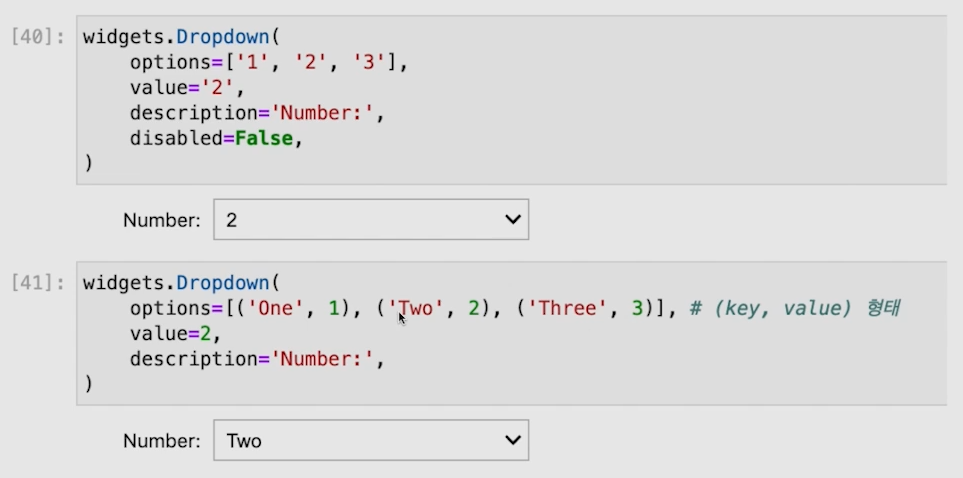 [40]: widgets.Dropdown(
options=['1', '2', '3'],
value='2',
description='Number:',
disabled=False,
)
Number: 2
[41]: widgets.Dropdown(
options=[('One', 1), ('Two', 2), ('Three', 3)], # (key, value) 형태
value=2,
description='Number:',
)
Number: Two